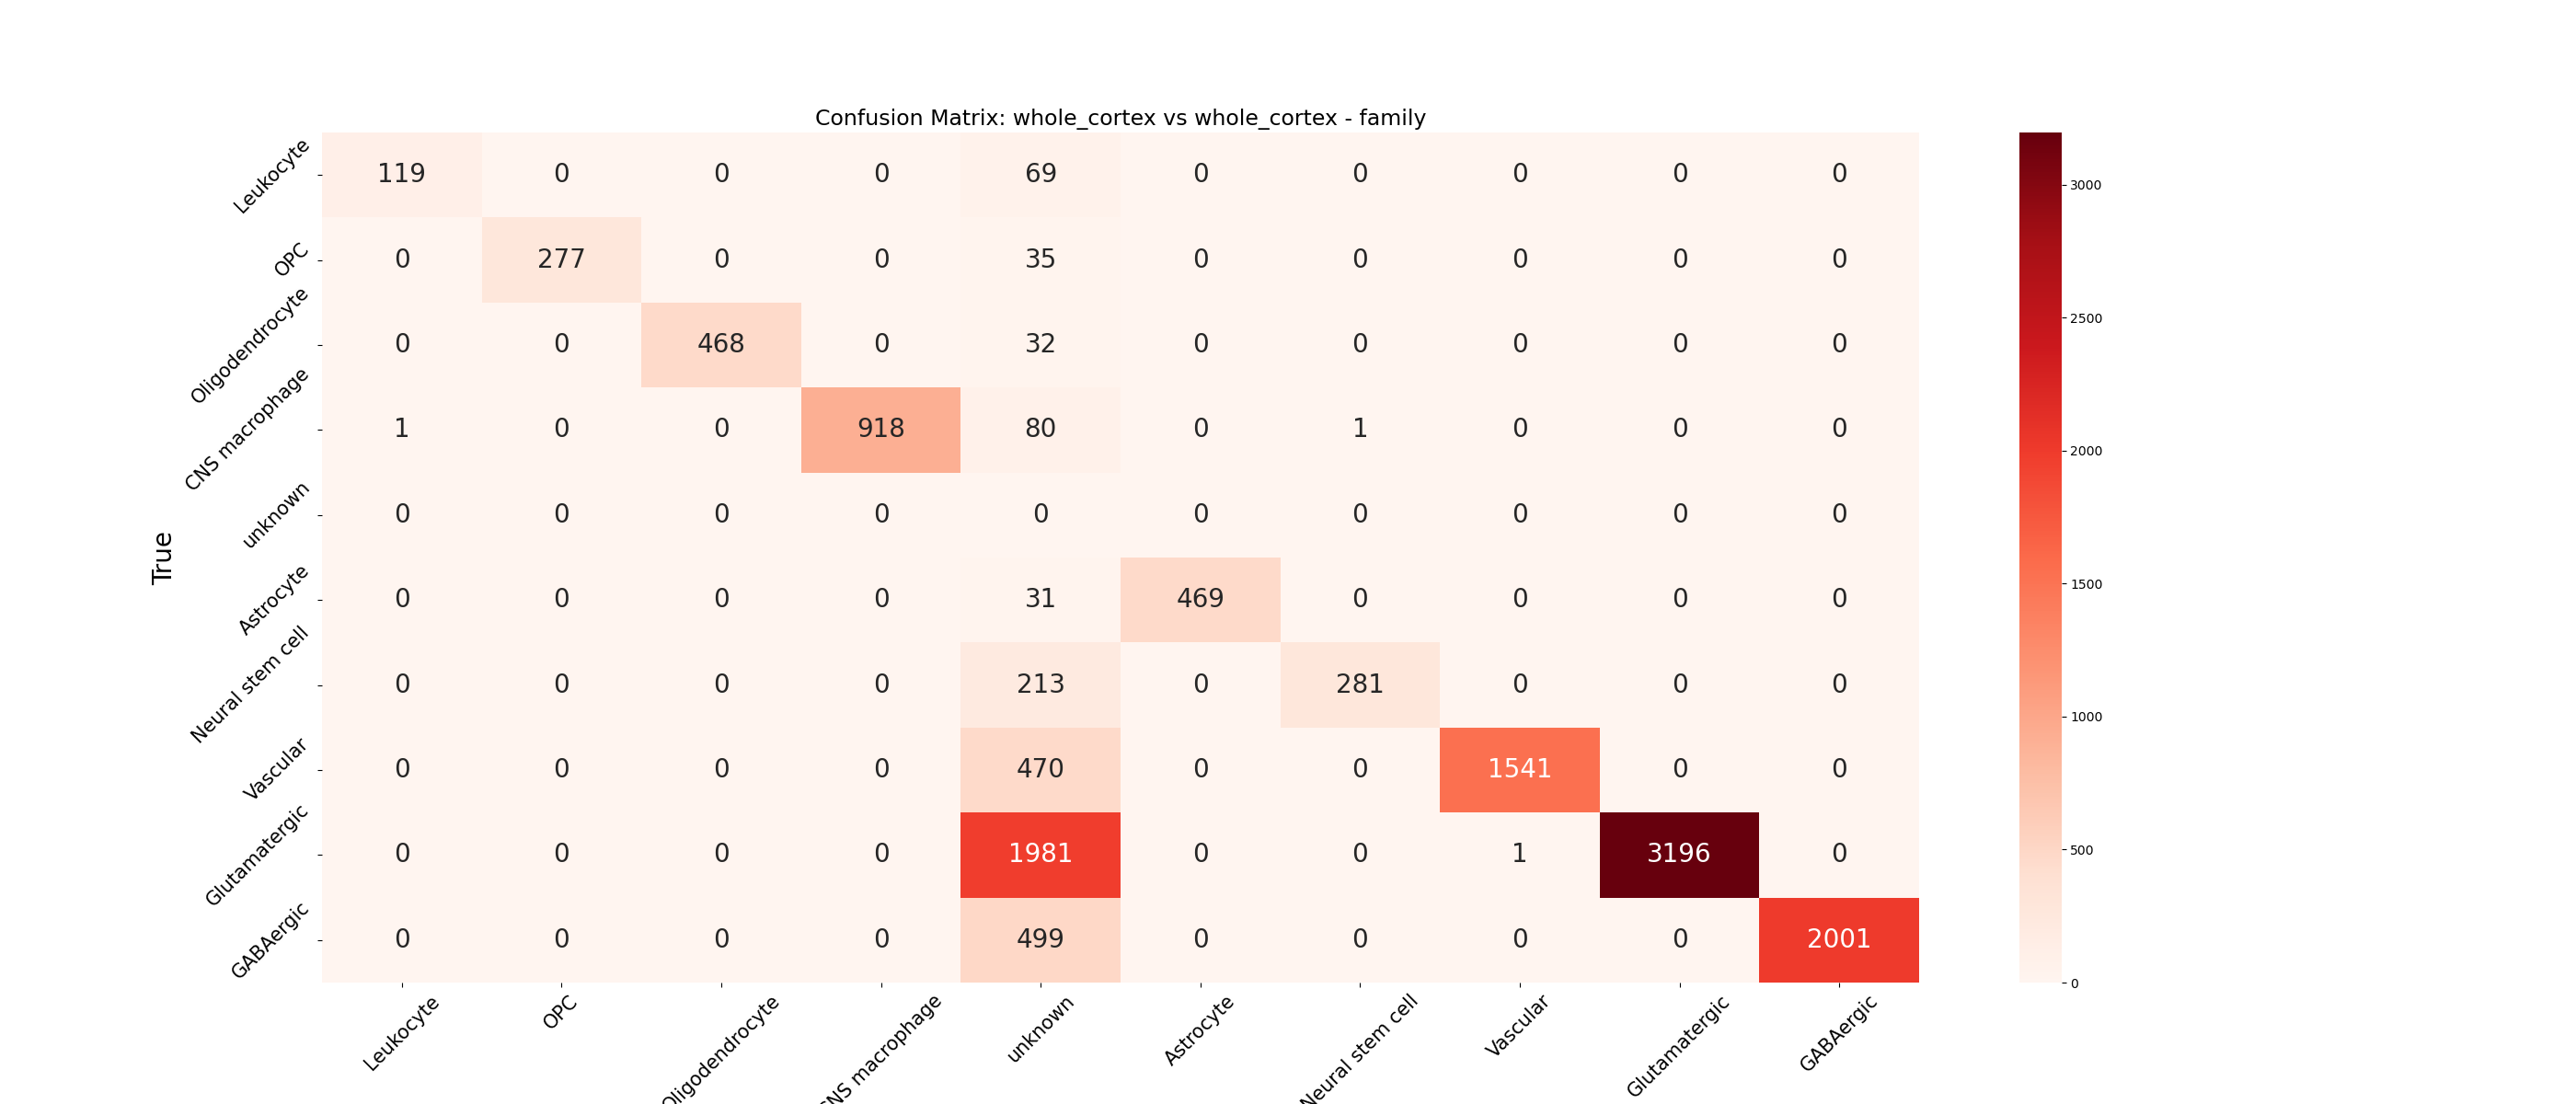 Confusion Matrix: whole_cortex vs whole_cortex - family
Leukocyte 119 0 0 0 69 0 0 0 0 0
OPC 0 277 0 0 35 0 0 0 0 0
Oligodendrocyte 0 0 468 0 32 0 0 0 0 0
CNS macrophage 1 0 0 918 80 0 1 0 0 0
unknown 0 0 0 0 0 0 0 0 0 0
Astrocyte 0 0 0 0 31 469 0 0 0 0
Neural stem cell 0 0 0 0 213 0 281 0 0 0
Vascular 0 0 0 0 470 0 0 1541 0 0
Glutamatergic 0 0 0 0 1981 0 0 1 3196 0
GABAergic 0 0 0 0 499 0 0 0 0 2001
True
Leukocyte OPC Oligodendrocyte CNS macrophage unknown Astrocyte Neural stem cell Vascular Glutamatergic GABAergic
3000
2500
2000
1500
1000
500
0